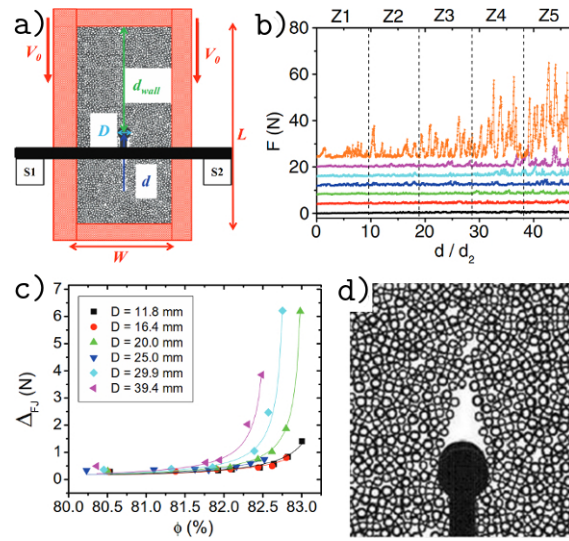 a)
V0
V0
dwall
D
L
S1
d
S2
W
b)
Z1 Z2 Z3 Z4 Z5
80
60
40
20
0
F (N)
0 10 20 30 40
d / d2
c)
7
6
5
4
3
2
1
0
ΔFJ (N)
D = 11.8 mm
D = 16.4 mm
D = 20.0 mm
D = 25.0 mm
D = 29.9 mm
D = 39.4 mm
80.0 80.5 81.0 81.5 82.0 82.5 83.0
ϕ (%)
d)